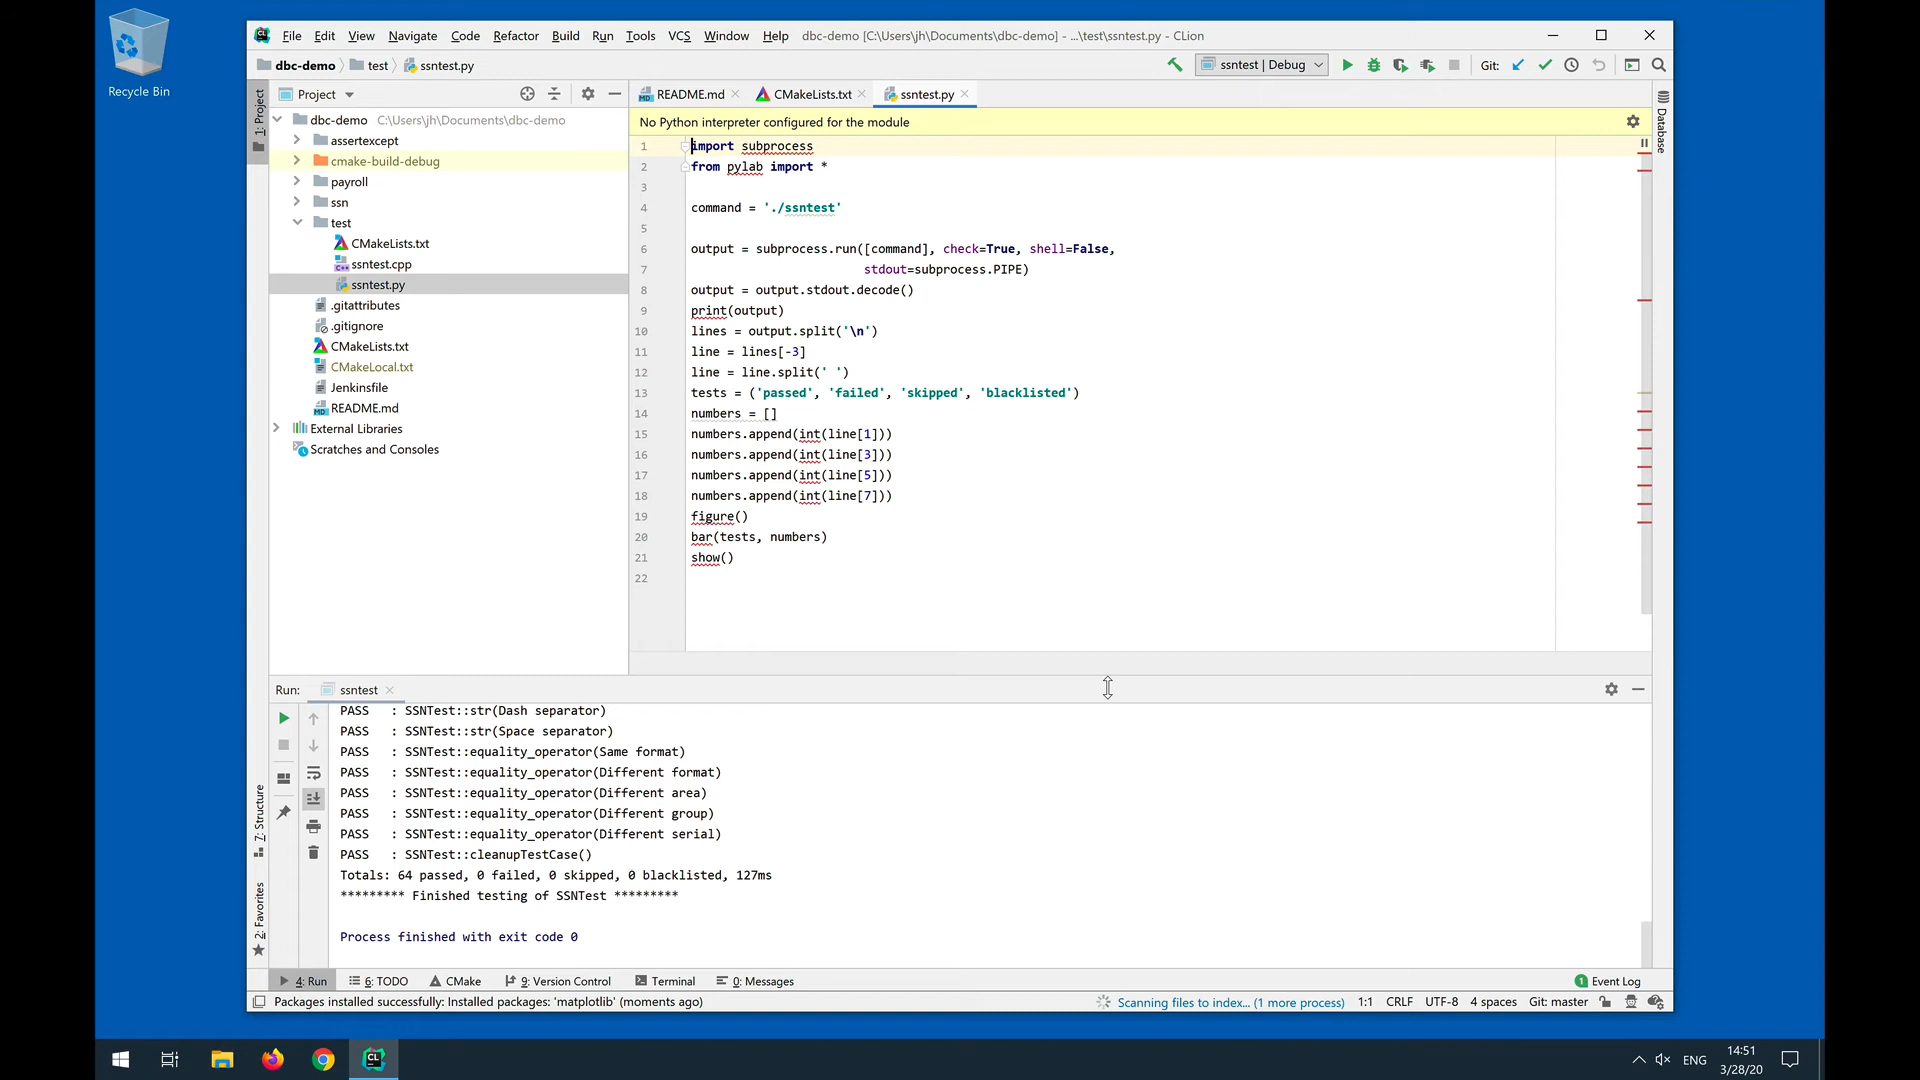 Recycle Bin
File Edit View Navigate Code Refactor Build Run Tools VCS Window Help dbc-demo [C:\Users\jh\Documents\dbc-demo] - ...\test\ssntest.py - CLion
dbc-demo test ssntest.py
ssntest | Debug
Git:
1: Project
Project
README.md
CMakeLists.txt
ssntest.py
Database
dbc-demo C:\Users\jh\Documents\dbc-demo
assertexcept
cmake-build-debug
payroll
ssn
test
CMakeLists.txt
ssntest.cpp
ssntest.py
.gitattributes
.gitignore
CMakeLists.txt
CMakeLocal.txt
Jenkinsfile
README.md
External Libraries
Scratches and Consoles
No Python interpreter configured for the module
1 import subprocess
2 from pylab import *
3
4 command = './ssntest'
5
6 output = subprocess.run([command], check=True, shell=False,
7 stdout=subprocess.PIPE)
8 output = output.stdout.decode()
9 print(output)
10 lines = output.split('\n')
11 line = lines[-3]
12 line = line.split(' ')
13 tests = ('passed', 'failed', 'skipped', 'blacklisted')
14 numbers = []
15 numbers.append(int(line[1]))
16 numbers.append(int(line[3]))
17 numbers.append(int(line[5]))
18 numbers.append(int(line[7]))
19 figure()
20 bar(tests, numbers)
21 show()
22
Run: ssntest
PASS : SSNTest::str(Dash separator)
PASS : SSNTest::str(Space separator)
PASS : SSNTest::equality_operator(Same format)
PASS : SSNTest::equality_operator(Different format)
PASS : SSNTest::equality_operator(Different area)
PASS : SSNTest::equality_operator(Different group)
PASS : SSNTest::equality_operator(Different serial)
PASS : SSNTest::cleanupTestCase()
Totals: 64 passed, 0 failed, 0 skipped, 0 blacklisted, 127ms
********* Finished testing of SSNTest *********
Process finished with exit code 0
7: Structure
2: Favorites
4: Run 6: TODO CMake 9: Version Control Terminal 0: Messages 1 Event Log
Packages installed successfully: Installed packages: 'matplotlib' (moments ago) Scanning files to index... (1 more process) 1:1 CRLF UTF-8 4 spaces Git: master
ENG
14:51
3/28/20